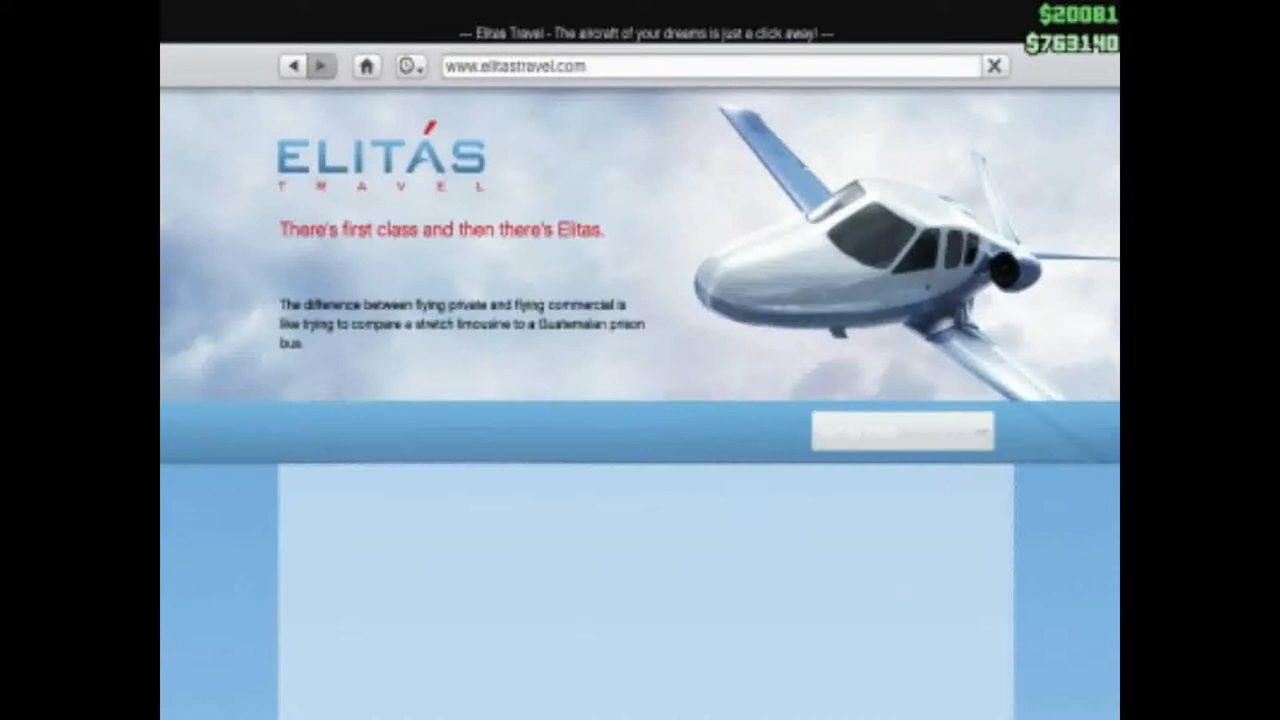 $20081
--- Elitas Travel - The aircraft of your dreams is just a click away! ---
$763140
www.elitastravel.com
ELITÁS
TRAVEL
There's first class and then there's Elitas.
The difference between flying private and flying commercial is
like trying to compare a stretch limousine to a Guatemalan prison
bus.